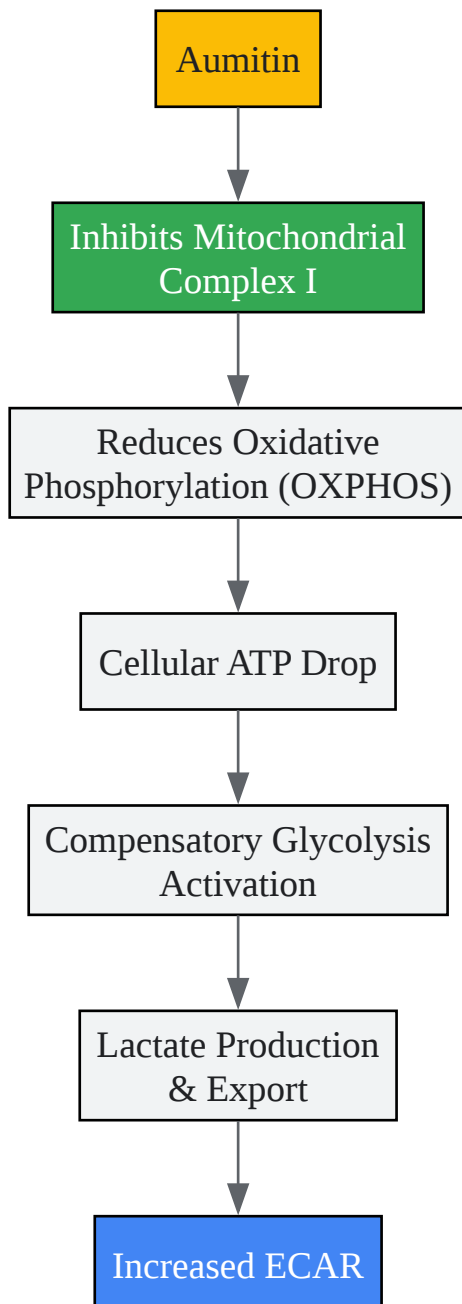 Aumitin
Inhibits Mitochondrial
Complex I
Reduces Oxidative
Phosphorylation (OXPHOS)
Cellular ATP Drop
Compensatory Glycolysis
Activation
Lactate Production
& Export
Increased ECAR